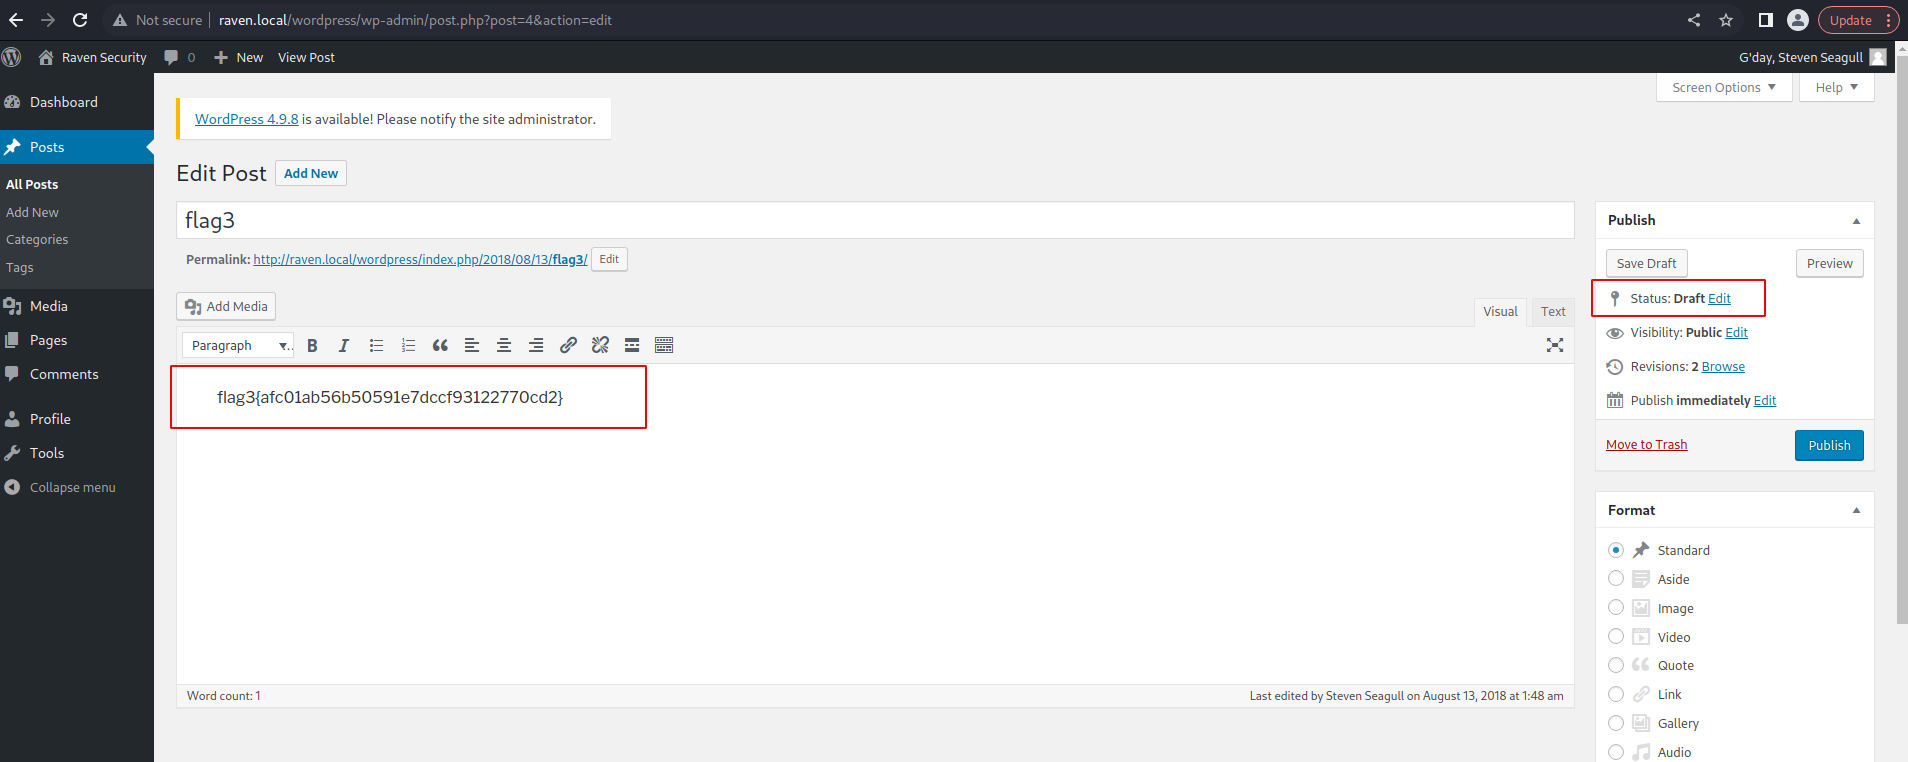 Not secure raven.local/wordpress/wp-admin/post.php?post=4&action=edit Update
Raven Security 0 New View Post G'day, Steven Seagull
Screen Options Help
Dashboard
Posts
All Posts
Add New
Categories
Tags
Media
Pages
Comments
Profile
Tools
Collapse menu
WordPress 4.9.8 is available! Please notify the site administrator.
Edit Post Add New
flag3
Permalink: http://raven.local/wordpress/index.php/2018/08/13/flag3/ Edit
Add Media
Visual Text
Paragraph B I
flag3{afc01ab56b50591e7dccf93122770cd2}
Word count: 1 Last edited by Steven Seagull on August 13, 2018 at 1:48 am
Publish
Save Draft Preview
Status: Draft Edit
Visibility: Public Edit
Revisions: 2 Browse
Publish immediately Edit
Move to Trash Publish
Format
Standard
Aside
Image
Video
Quote
Link
Gallery
Audio